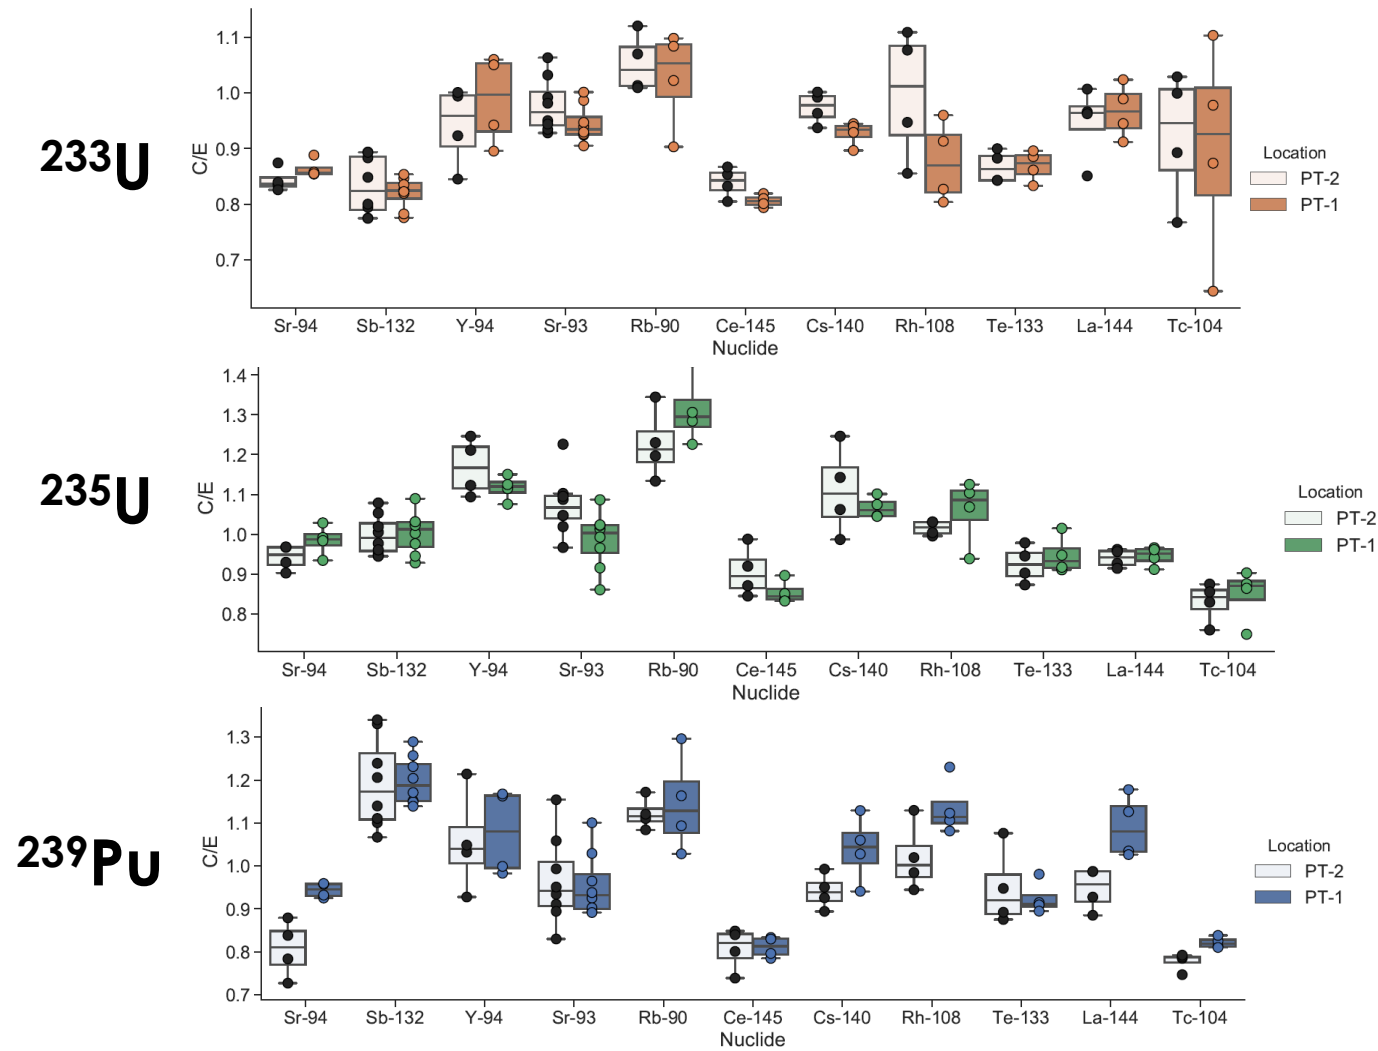 233U
C/E
1.1
1.0
0.9
0.8
0.7
Sr-94 Sb-132 Y-94 Sr-93 Rb-90 Ce-145 Cs-140 Rh-108 Te-133 La-144 Tc-104
Nuclide
Location
PT-2
PT-1
235U
C/E
1.4
1.3
1.2
1.1
1.0
0.9
0.8
Sr-94 Sb-132 Y-94 Sr-93 Rb-90 Ce-145 Cs-140 Rh-108 Te-133 La-144 Tc-104
Nuclide
Location
PT-2
PT-1
239Pu
C/E
1.3
1.2
1.1
1.0
0.9
0.8
0.7
Sr-94 Sb-132 Y-94 Sr-93 Rb-90 Ce-145 Cs-140 Rh-108 Te-133 La-144 Tc-104
Nuclide
Location
PT-2
PT-1